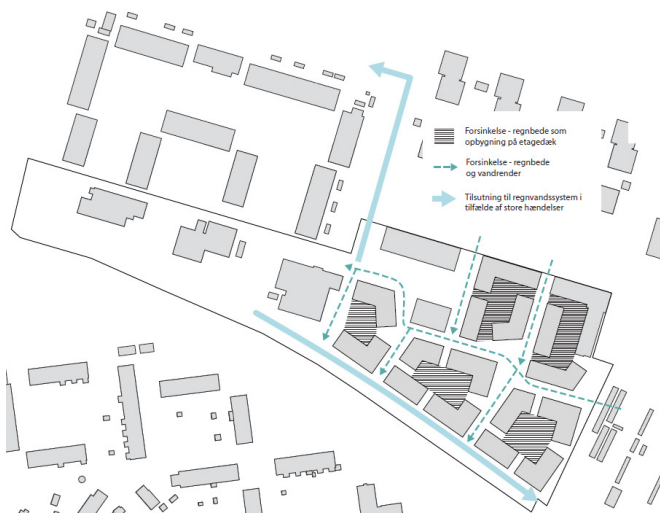 Forsinkelse - regnbede som
opbygning på etagedæk
Forsinkelse - regnbede
og vandrender
Tilsutning til regnvandssystem i
tilfælde af store hændelser